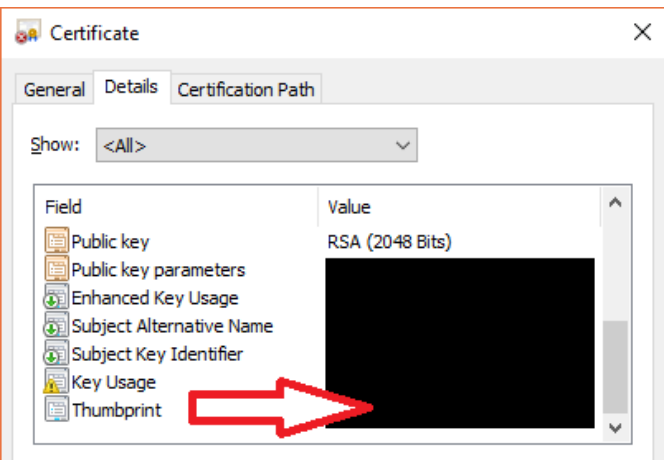 Certificate
General Details Certification Path
Show: <All>
Field Value
Public key RSA (2048 Bits)
Public key parameters
Enhanced Key Usage
Subject Alternative Name
Subject Key Identifier
Key Usage
Thumbprint